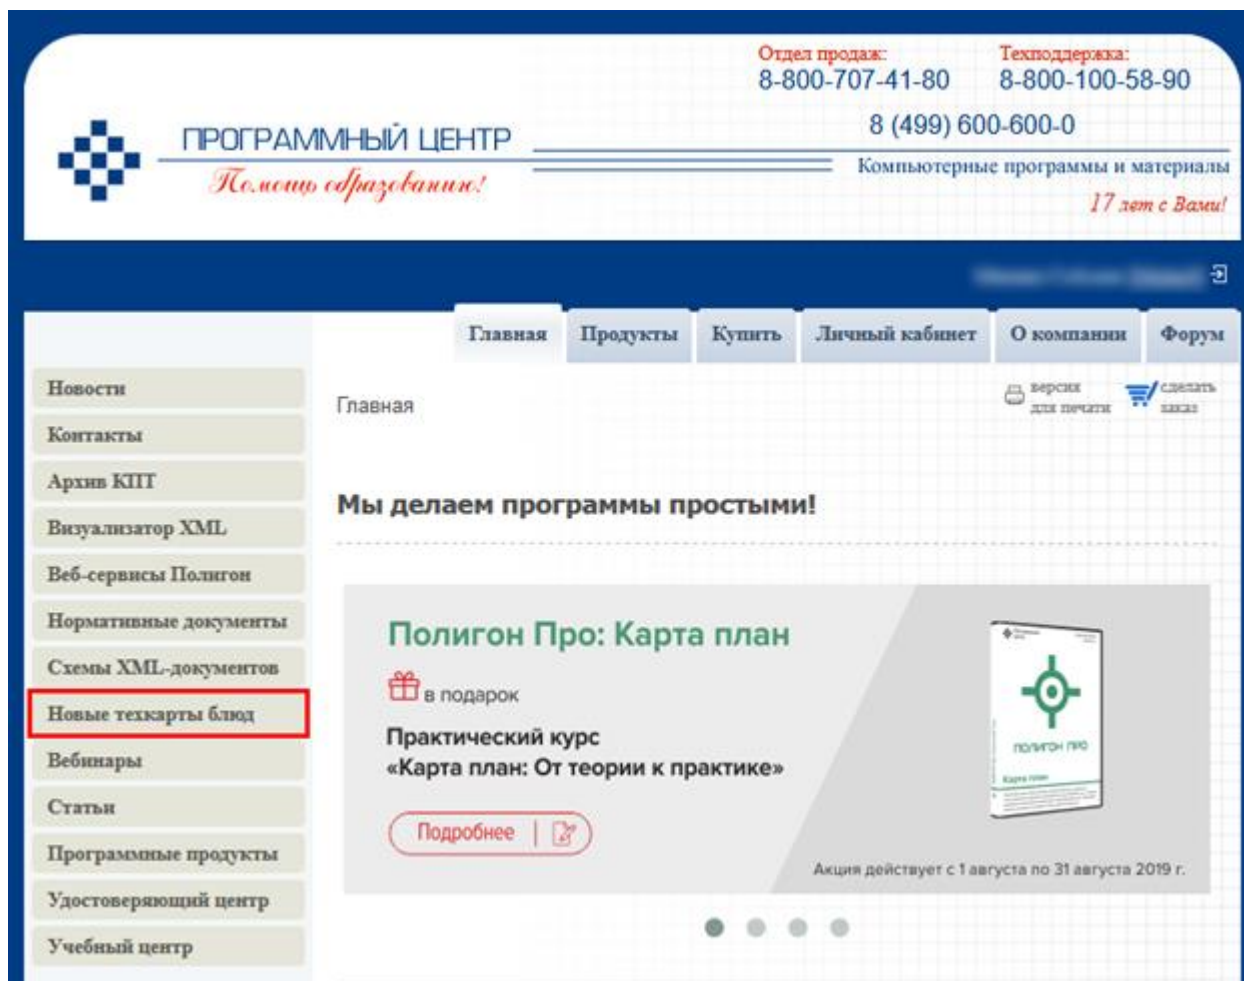 Отдел продаж: Техподдержка:
8-800-707-41-80 8-800-100-58-90
8 (499) 600-600-0
ПРОГРАММНЫЙ ЦЕНТР
Помощь образованию!
Компьютерные программы и материалы
17 лет с Вами!
Главная Продукты Купить Личный кабинет О компании Форум
Новости
Контакты
Архив КПТ
Визуализатор XML
Веб-сервисы Полигон
Нормативные документы
Схемы XML-документов
Новые техкарты блюд
Вебинары
Статьи
Программные продукты
Удостоверяющий центр
Учебный центр
Главная
версия
для печати
сделать
заказ
Мы делаем программы простыми!
Полигон Про: Карта план
в подарок
Практический курс
«Карта план: От теории к практике»
Подробнее
ПОЛИГОН ПРО
Карта план
Акция действует с 1 августа по 31 августа 2019 г.